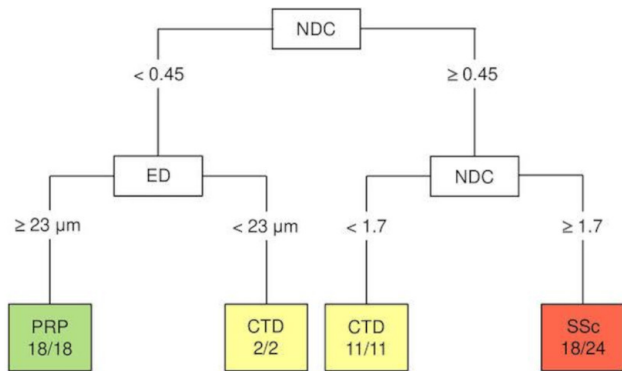 NDC
< 0.45
≥ 0.45
ED
NDC
≥ 23 μm
< 23 μm
< 1.7
≥ 1.7
PRP
18/18
CTD
2/2
CTD
11/11
SSc
18/24